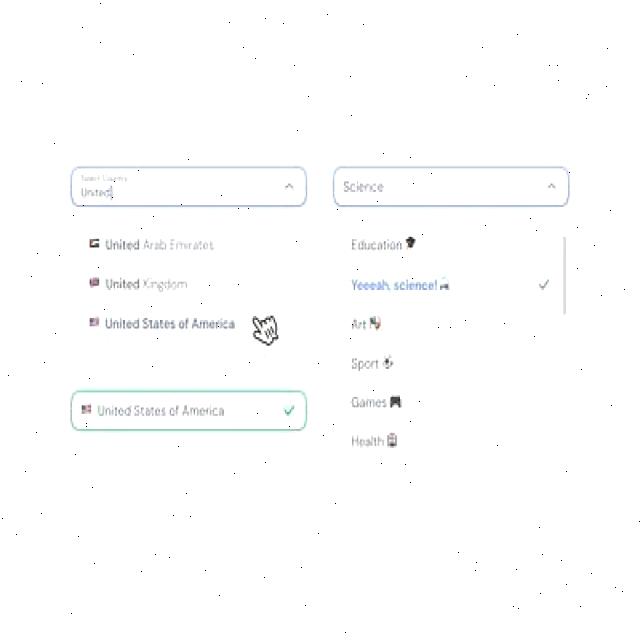 Select Country
United
United Arab Emirates
United Kingdom
United States of America
United States of America
Science
Education
Yeeeah, science!
Art
Sport
Games
Health